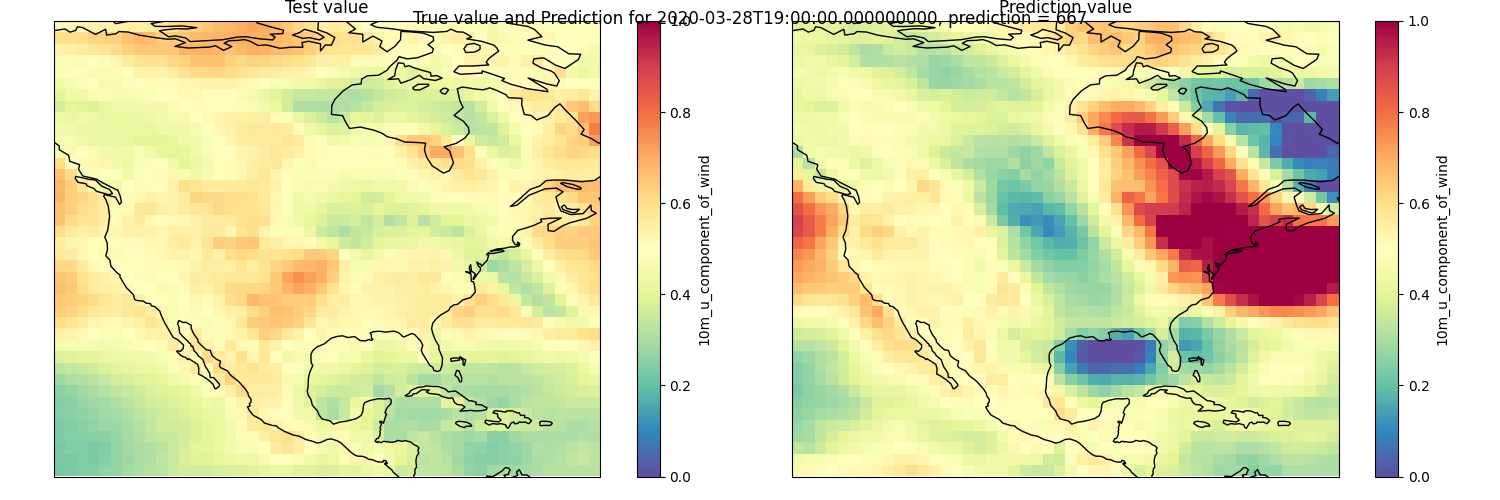 Test value
True value and Prediction for 2020-03-28T19:00:00.000000000, prediction = 667
Prediction value
1.0
0.8
0.6
0.4
0.2
0.0
10m_u_component_of_wind
1.0
0.8
0.6
0.4
0.2
0.0
10m_u_component_of_wind